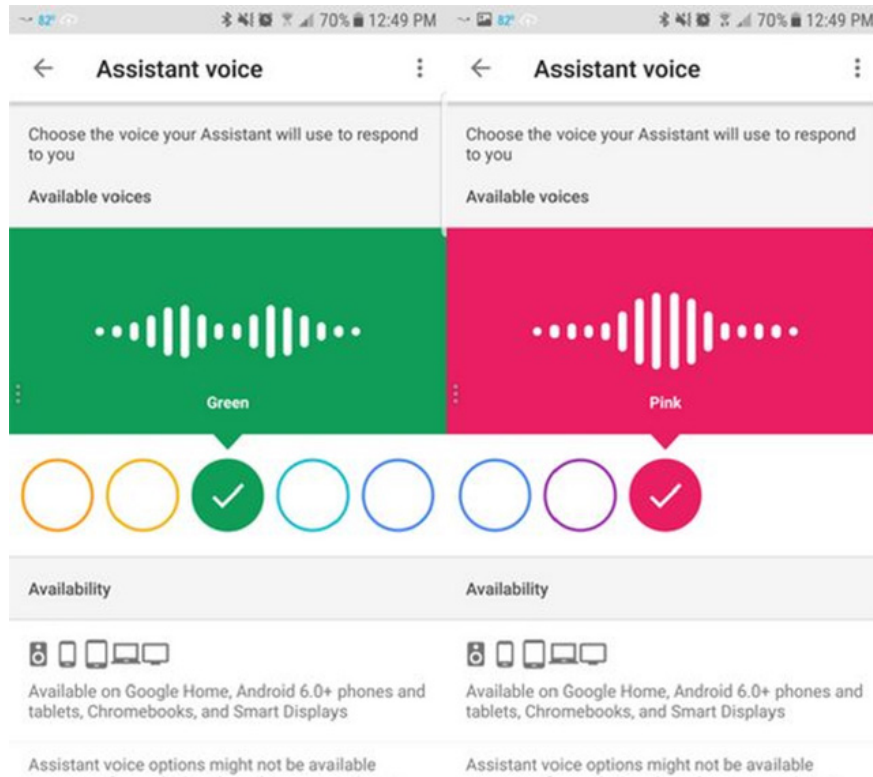 82°
70% 12:49 PM
Assistant voice
Choose the voice your Assistant will use to respond
to you
Available voices
Green
Availability
Available on Google Home, Android 6.0+ phones and
tablets, Chromebooks, and Smart Displays
Assistant voice options might not be available
82°
70% 12:49 PM
Assistant voice
Choose the voice your Assistant will use to respond
to you
Available voices
Pink
Availability
Available on Google Home, Android 6.0+ phones and
tablets, Chromebooks, and Smart Displays
Assistant voice options might not be available